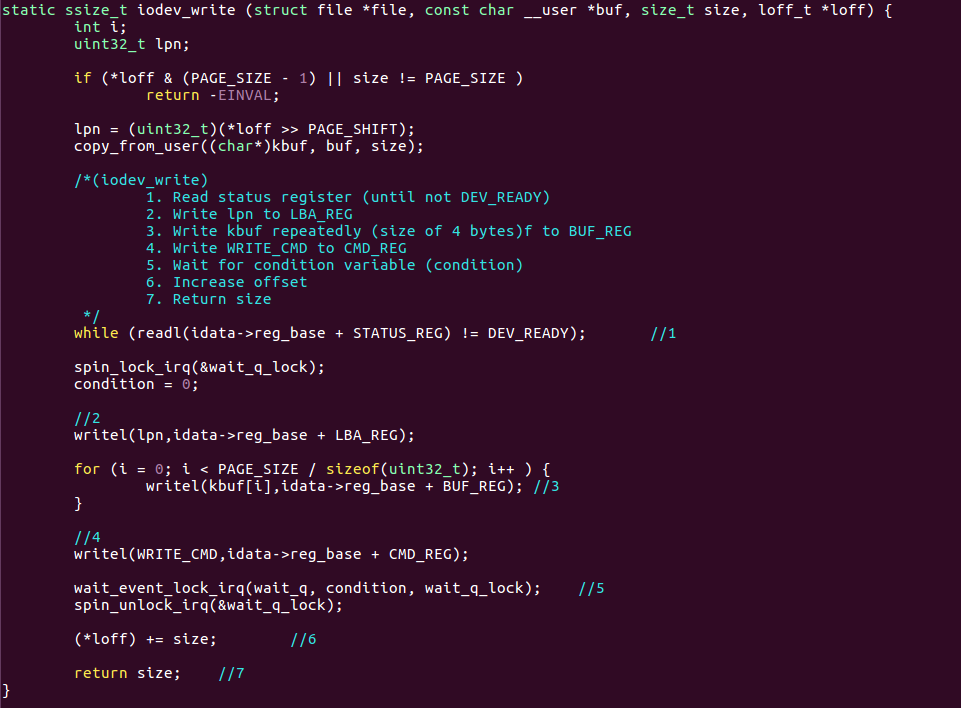 static ssize_t iodev_write (struct file *file, const char __user *buf, size_t size, loff_t *loff) {
        int i;
        uint32_t lpn;

        if (*loff & (PAGE_SIZE - 1) || size != PAGE_SIZE )
                return -EINVAL;

        lpn = (uint32_t)(*loff >> PAGE_SHIFT);
        copy_from_user((char*)kbuf, buf, size);

        /*(iodev_write)
                1. Read status register (until not DEV_READY)
                2. Write lpn to LBA_REG
                3. Write kbuf repeatedly (size of 4 bytes)f to BUF_REG
                4. Write WRITE_CMD to CMD_REG
                5. Wait for condition variable (condition)
                6. Increase offset
                7. Return size
         */
        while (readl(idata->reg_base + STATUS_REG) != DEV_READY);       //1

        spin_lock_irq(&wait_q_lock);
        condition = 0;

        //2
        writel(lpn,idata->reg_base + LBA_REG);

        for (i = 0; i < PAGE_SIZE / sizeof(uint32_t); i++ ) {
                writel(kbuf[i],idata->reg_base + BUF_REG); //3
        }

        //4
        writel(WRITE_CMD,idata->reg_base + CMD_REG);

        wait_event_lock_irq(wait_q, condition, wait_q_lock);    //5
        spin_unlock_irq(&wait_q_lock);

        (*loff) += size;        //6

        return size;    //7
}